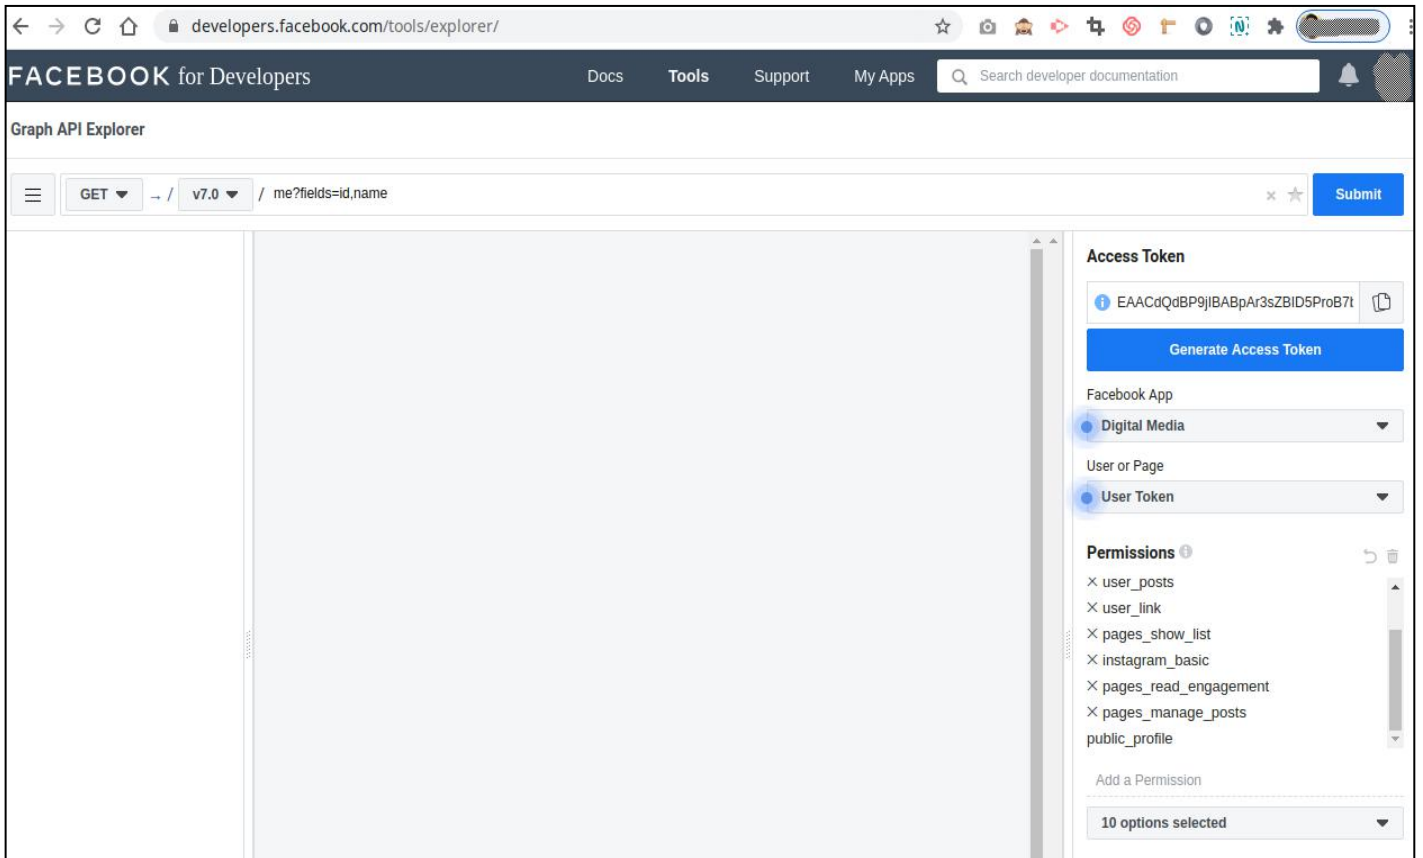 developers.facebook.com/tools/explorer/
FACEBOOK for Developers Docs Tools Support My Apps Search developer documentation
Graph API Explorer
GET → / v7.0 / me?fields=id,name Submit
Access Token
EAACdQdBP9jIBABpAr3sZBID5ProB7t
Generate Access Token
Facebook App
Digital Media
User or Page
User Token
Permissions
user_posts
user_link
pages_show_list
instagram_basic
pages_read_engagement
pages_manage_posts
public_profile
Add a Permission
10 options selected